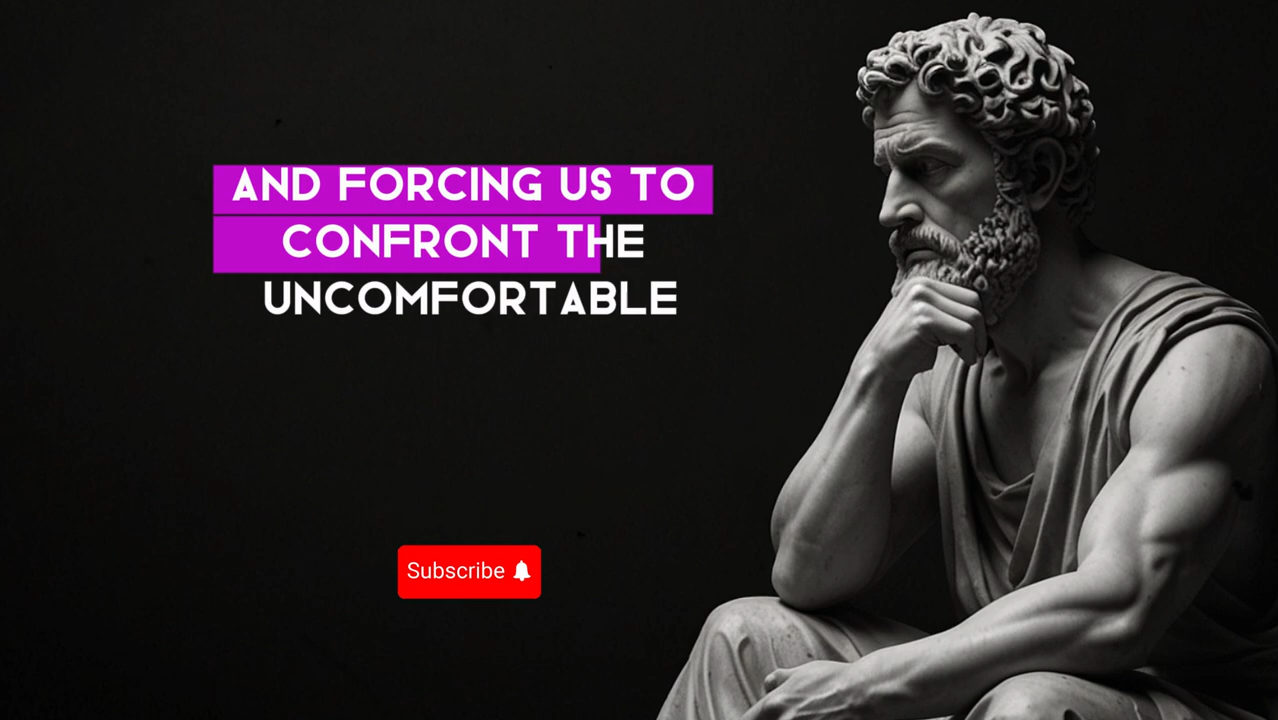 AND FORCING US TO
CONFRONT THE
UNCOMFORTABLE
Subscribe